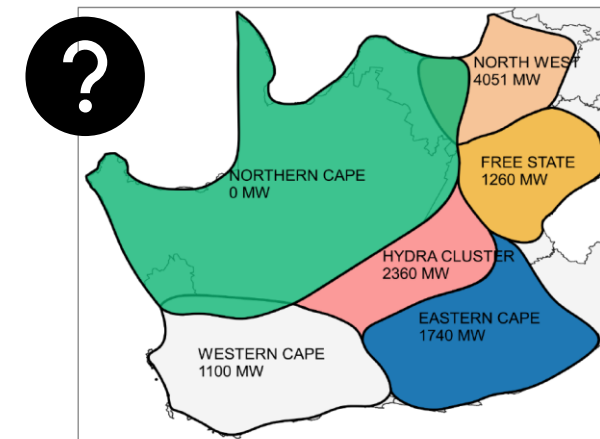 ?
NORTH WEST
4051 MW
FREE STATE
1260 MW
NORTHERN CAPE
0 MW
HYDRA CLUSTER
2360 MW
EASTERN CAPE
1740 MW
WESTERN CAPE
1100 MW